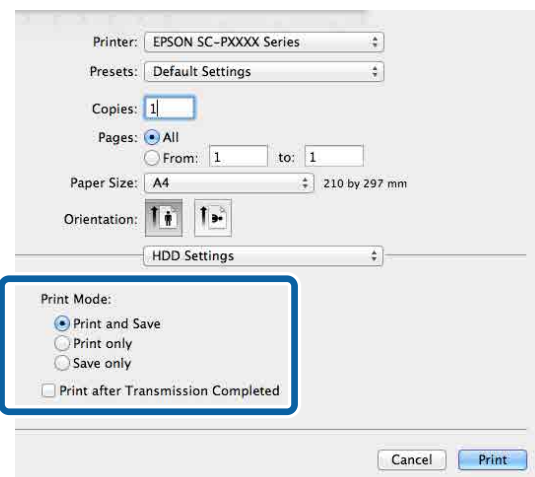 Printer: EPSON SC-PXXXX Series
Presets: Default Settings
Copies: 1
Pages: All
From: 1 to: 1
Paper Size: A4 210 by 297 mm
Orientation:
HDD Settings
Print Mode:
Print and Save
Print only
Save only
Print after Transmission Completed
Cancel Print